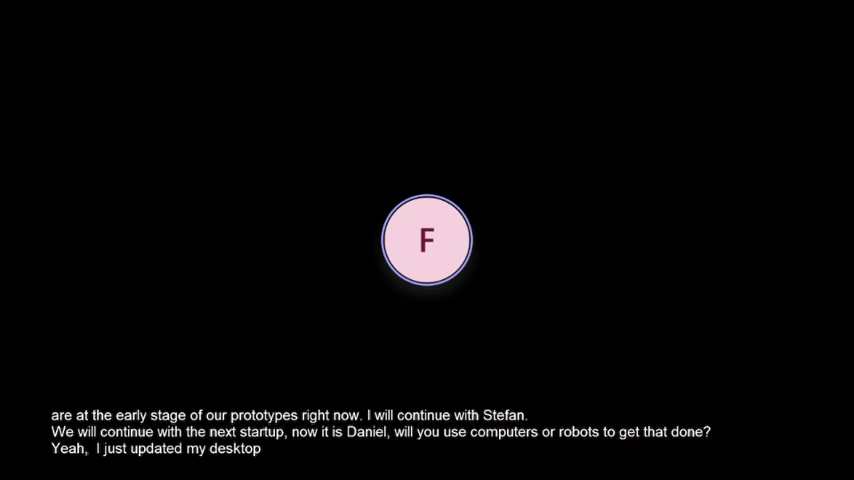 F
are at the early stage of our prototypes right now. I will continue with Stefan.
We will continue with the next startup, now it is Daniel, will you use computers or robots to get that done?
Yeah,  I just updated my desktop